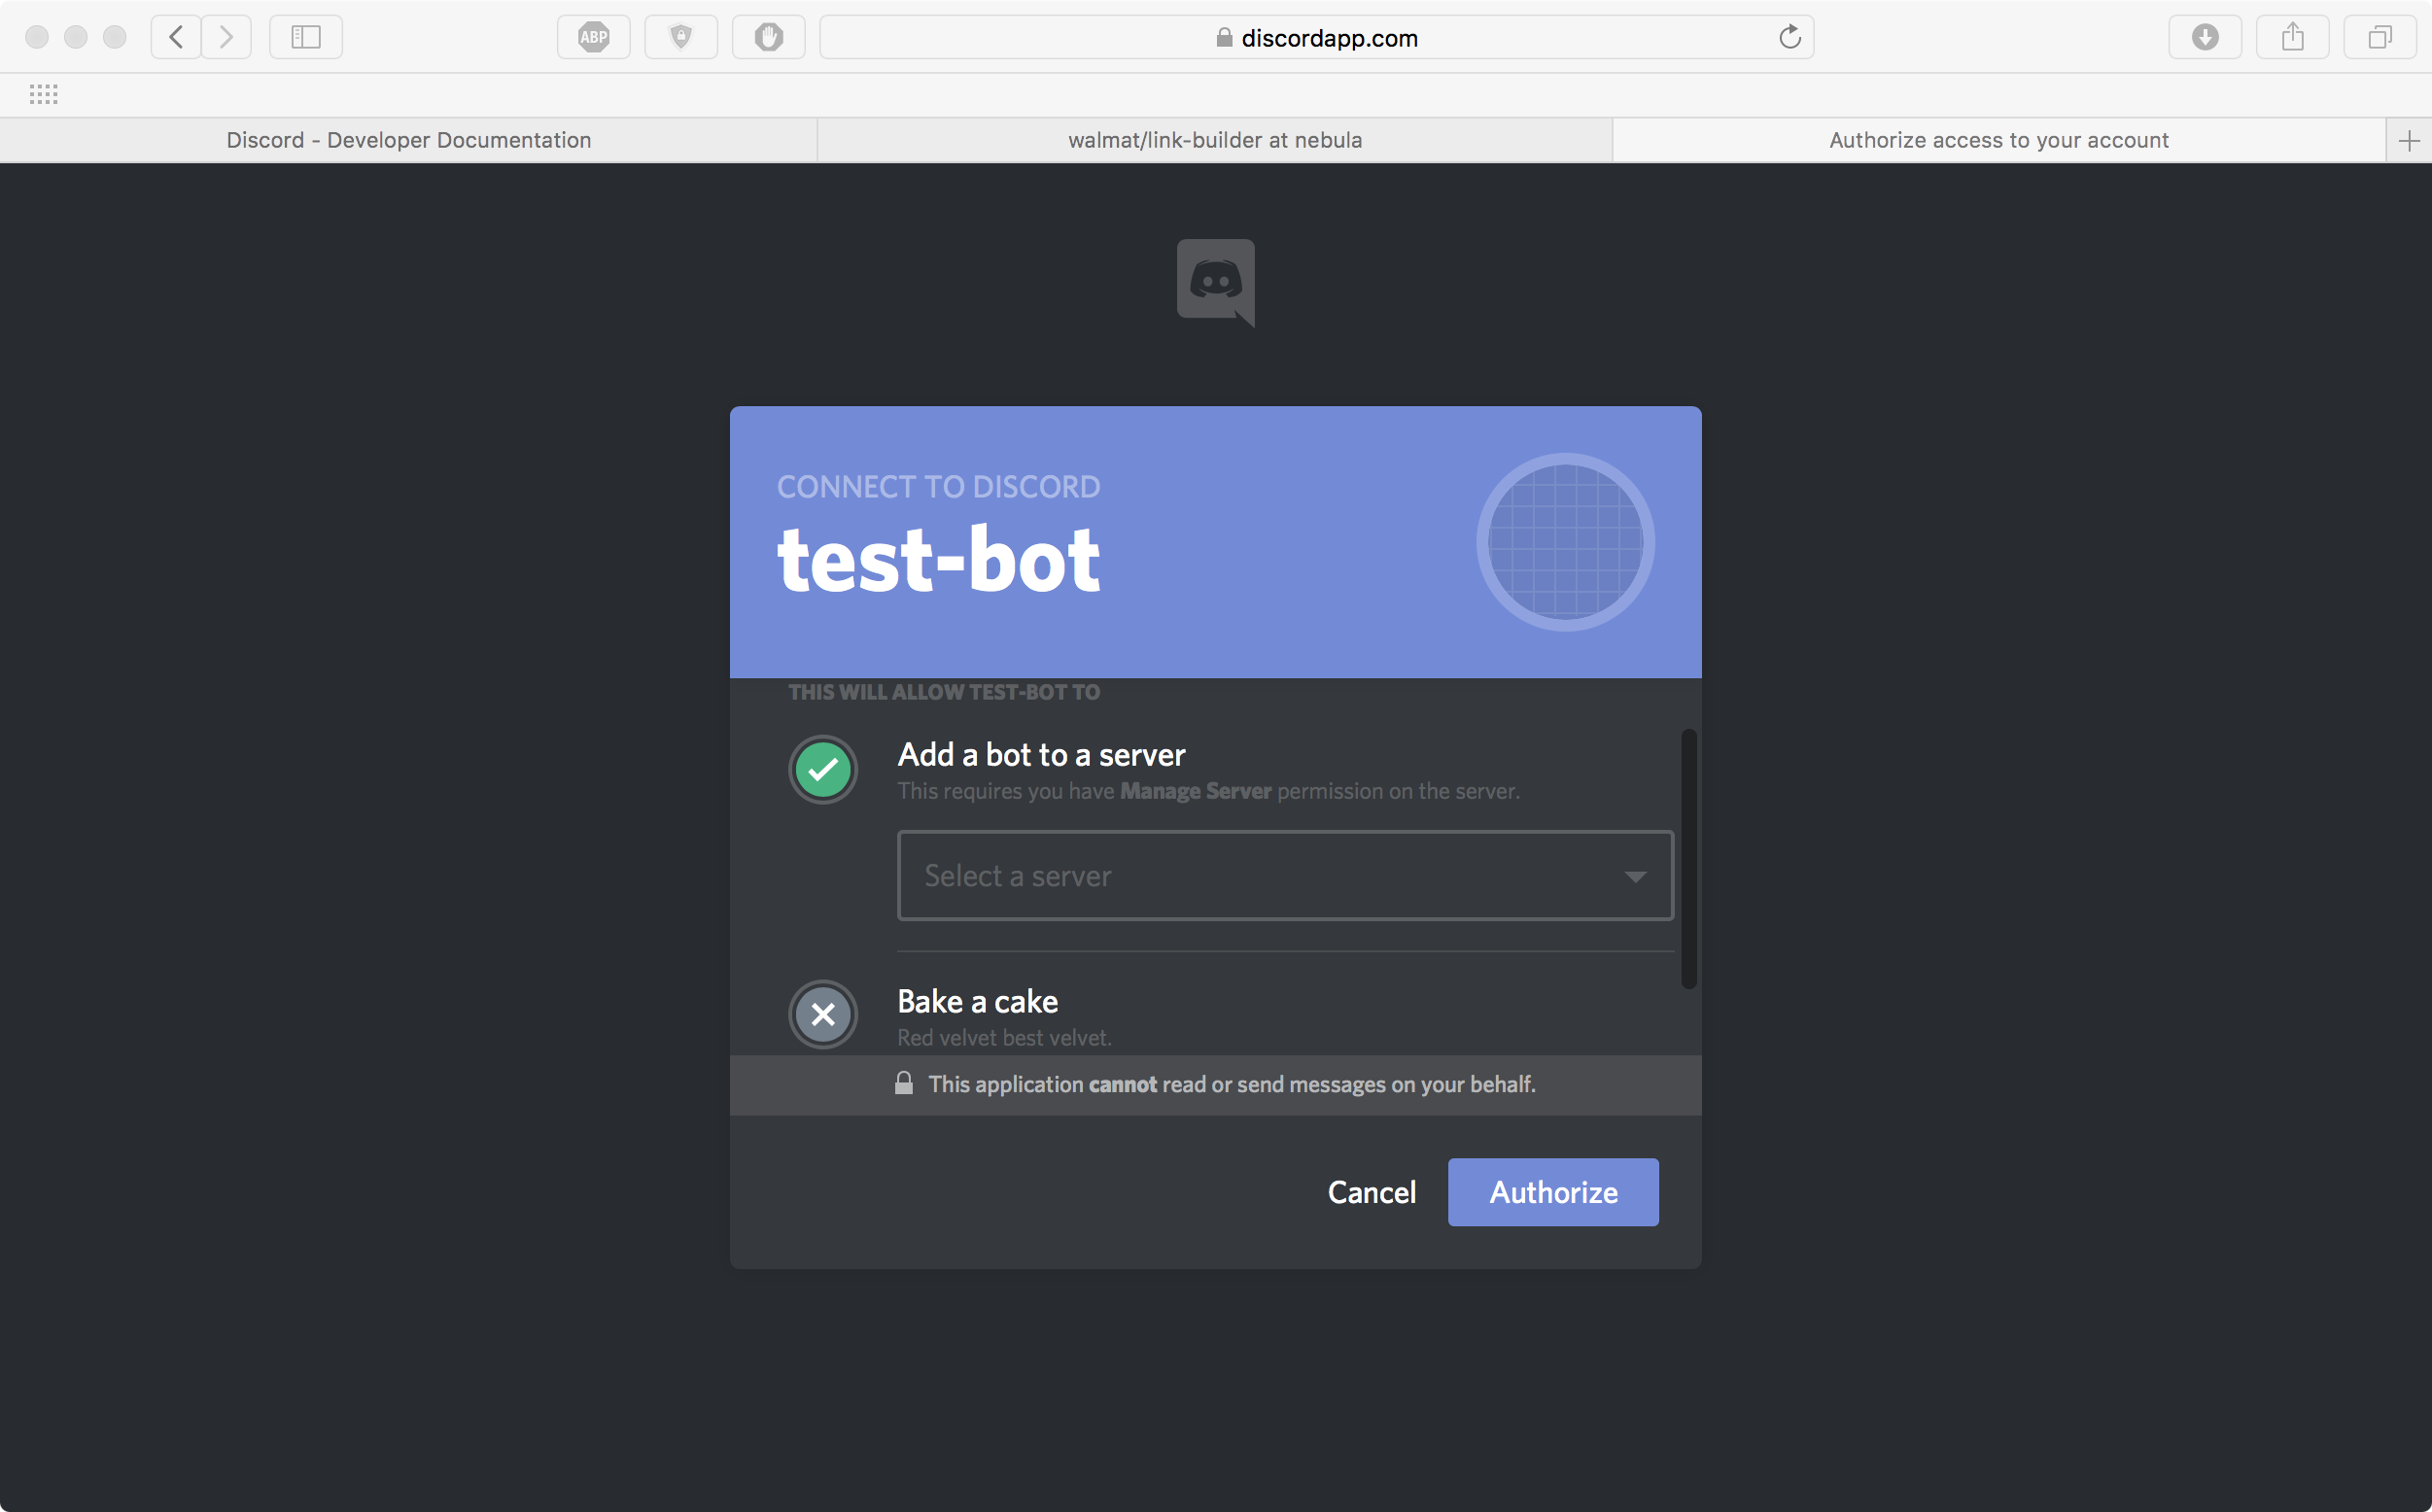 ABP
discordapp.com
Discord - Developer Documentation
walmat/link-builder at nebula
Authorize access to your account
CONNECT TO DISCORD
test-bot
THIS WILL ALLOW TEST-BOT TO
Add a bot to a server
This requires you have Manage Server permission on the server.
Select a server
Bake a cake
Red velvet best velvet.
This application cannot read or send messages on your behalf.
Cancel
Authorize